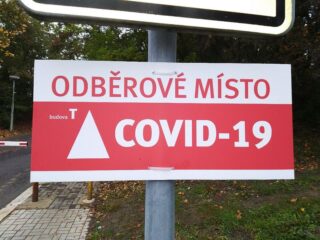 ODBĚROVÉ MÍSTO
budova T
COVID-19